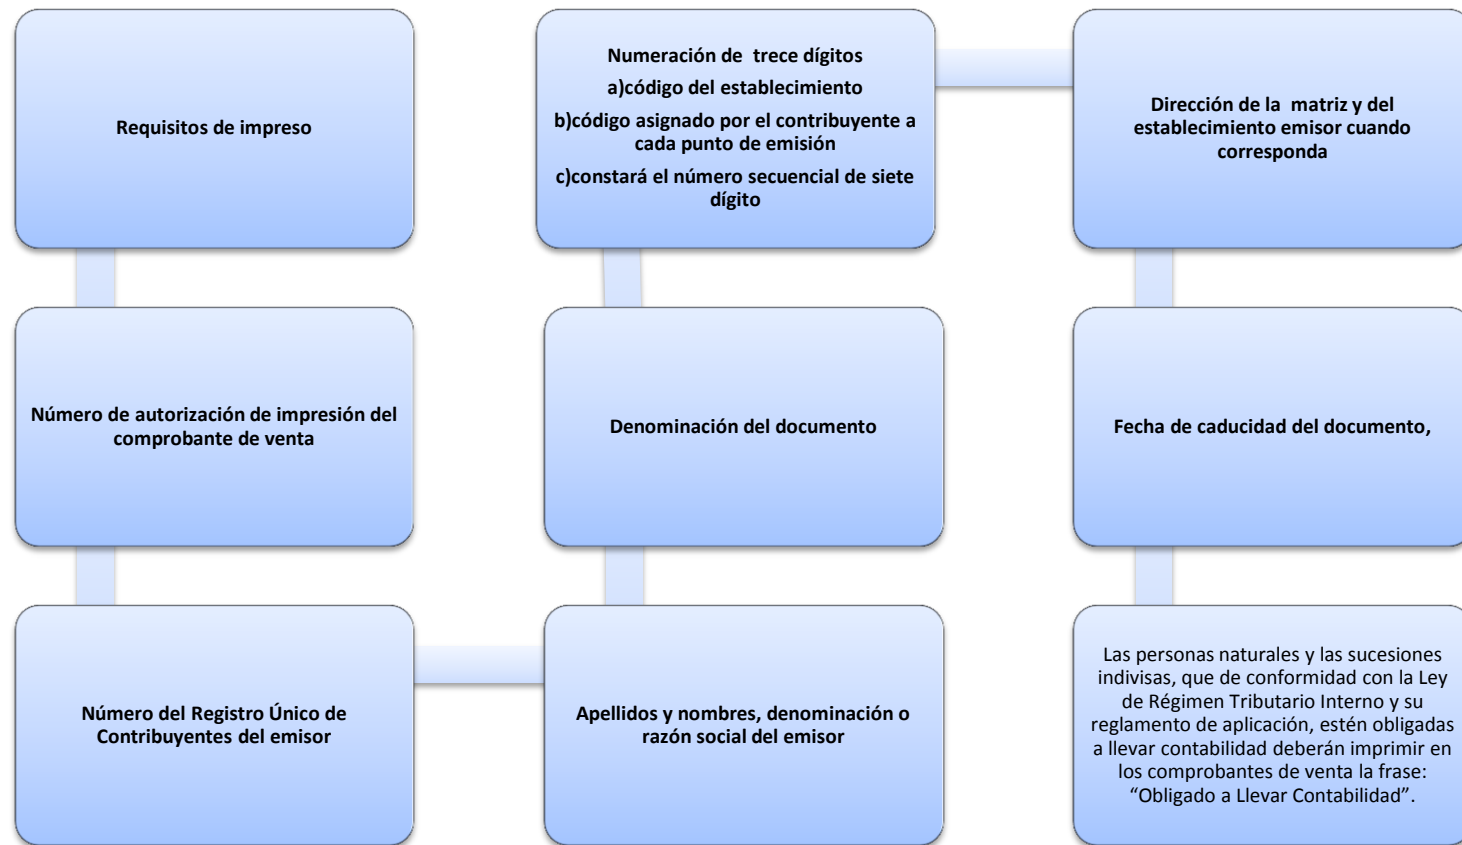 Requisitos de impreso
Número de autorización de impresión del
comprobante de venta
Número del Registro Único de
Contribuyentes del emisor
Apellidos y nombres, denominación o
razón social del emisor
Denominación del documento
Numeración de trece dígitos
a)código del establecimiento
b)código asignado por el contribuyente a
cada punto de emisión
c)constará el número secuencial de siete
dígito
Dirección de la matriz y del
establecimiento emisor cuando
corresponda
Fecha de caducidad del documento,
Las personas naturales y las sucesiones
indivisas, que de conformidad con la Ley
de Régimen Tributario Interno y su
reglamento de aplicación, estén obligadas
a llevar contabilidad deberán imprimir en
los comprobantes de venta la frase:
“Obligado a Llevar Contabilidad”.